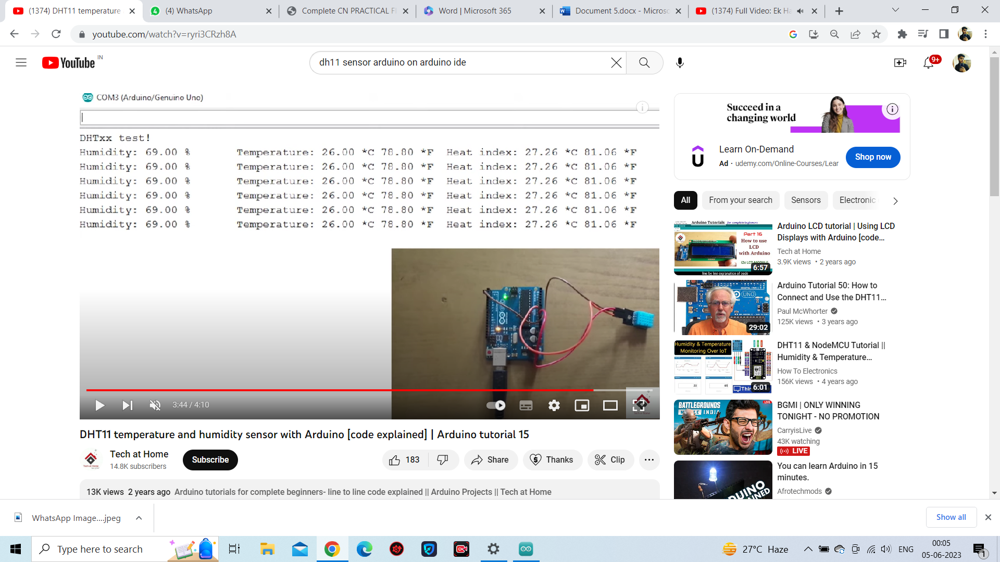 (1374) DHT11 temperature
(4) WhatsApp
Complete CN PRACTICAL FI
Word | Microsoft 365
Document 5.docx - Microso
(1374) Full Video: Ek Ha
youtube.com/watch?v=ryri3CRzh8A
YouTube IN
dh11 sensor arduino on arduino ide
9+
COM3 (Arduino/Genuino Uno)
DHTxx test!
Humidity: 69.00 % Temperature: 26.00 *C 78.80 *F Heat index: 27.26 *C 81.06 *F
Humidity: 69.00 % Temperature: 26.00 *C 78.80 *F Heat index: 27.26 *C 81.06 *F
Humidity: 69.00 % Temperature: 26.00 *C 78.80 *F Heat index: 27.26 *C 81.06 *F
Humidity: 69.00 % Temperature: 26.00 *C 78.80 *F Heat index: 27.26 *C 81.06 *F
Humidity: 69.00 % Temperature: 26.00 *C 78.80 *F Heat index: 27.26 *C 81.06 *F
Humidity: 69.00 % Temperature: 26.00 *C 78.80 *F Heat index: 27.26 *C 81.06 *F
3:44 / 4:10
DHT11 temperature and humidity sensor with Arduino [code explained] | Arduino tutorial 15
Tech at Home
14.8K subscribers
Subscribe
183
Share
Thanks
Clip
13K views 2 years ago Arduino tutorials for complete beginners- line to line code explained || Arduino Projects || Tech at Home
Succeed in a
changing world
Learn On-Demand
Ad · udemy.com/Online-Courses/Lear
Shop now
All
From your search
Sensors
Electronic
Arduino Tutorials for complete beginners
Part 16
How to use
LCD
with Arduino
i2c LCD MODULE
line by line explanation of code
6:57
Arduino LCD tutorial | Using LCD
Displays with Arduino [code...
Tech at Home
3.9K views • 2 years ago
UNO
29:02
Arduino Tutorial 50: How to
Connect and Use the DHT11...
Paul McWhorter
125K views • 3 years ago
Humidity & Temperature
Monitoring Over IoT
6:01
DHT11 & NodeMCU Tutorial ||
Humidity & Temperature...
How To Electronics
156K views • 4 years ago
BATTLEGROUNDS
MOBILE INDIA
LIVE
BGMI | ONLY WINNING
TONIGHT - NO PROMOTION
CarryisLive
43K watching
LIVE
You can learn Arduino in 15
minutes.
Afrotechmods
WhatsApp Image....jpeg
Show all
Type here to search
27°C Haze
ENG
00:05
05-06-2023
1